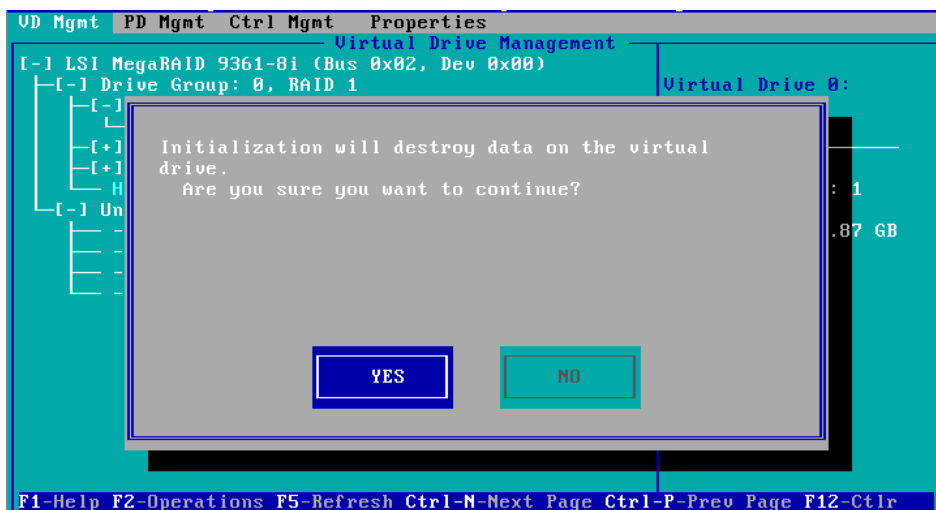 VD Mgmt PD Mgmt Ctrl Mgmt Properties
Virtual Drive Management
[-] LSI MegaRAID 9361-8i (Bus 0x02, Dev 0x00)
[-] Drive Group: 0, RAID 1
Virtual Drive 0:
[-]
[+]
[+]
H
: 1
[-] Un
.87 GB
Initialization will destroy data on the virtual
drive.
Are you sure you want to continue?
YES NO
F1-Help F2-Operations F5-Refresh Ctrl-N-Next Page Ctrl-P-Prev Page F12-Ctlr